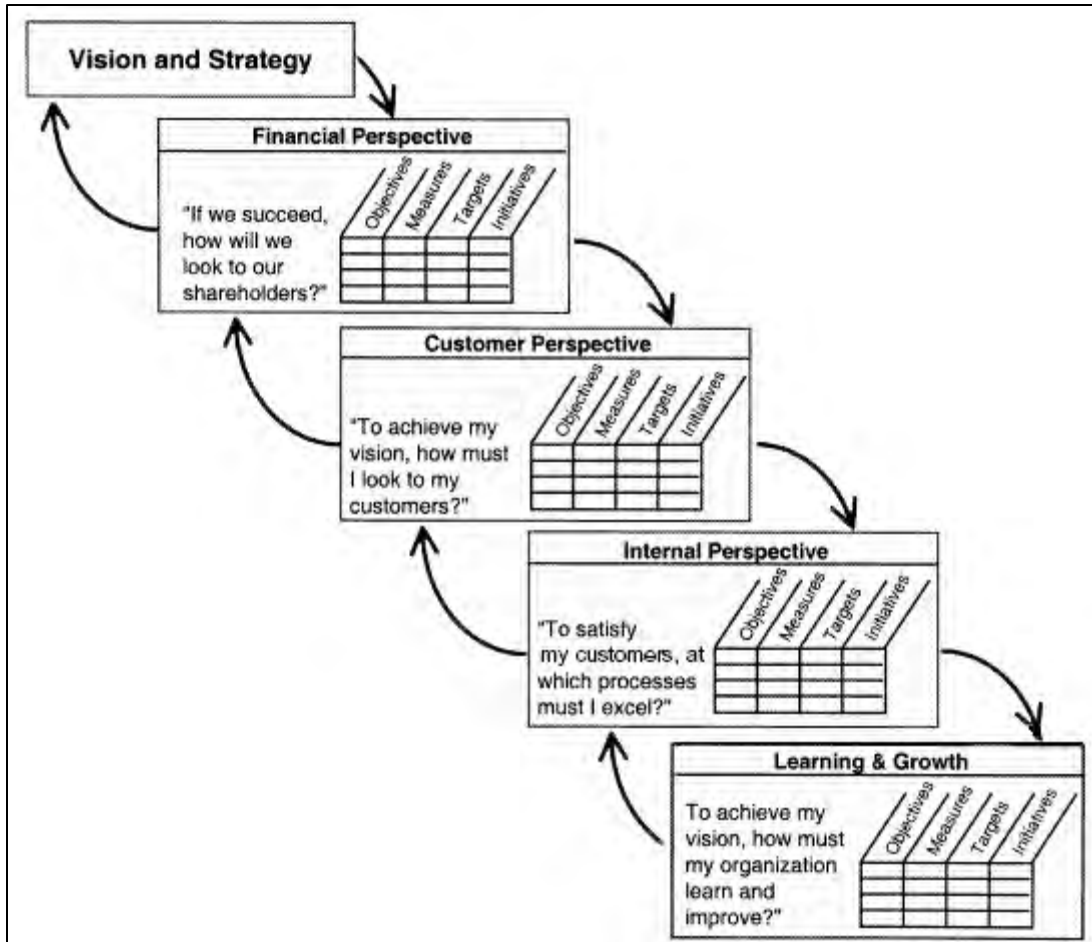 Vision and Strategy
Financial Perspective
"If we succeed,
how will we
look to our
shareholders?"
Objectives
Measures
Targets
Initiatives
Customer Perspective
"To achieve my
vision, how must
I look to my
customers?"
Objectives
Measures
Targets
Initiatives
Internal Perspective
"To satisfy
my customers, at
which processes
must I excel?"
Objectives
Measures
Targets
Initiatives
Learning & Growth
To achieve my
vision, how must
my organization
learn and
improve?"
Objectives
Measures
Targets
Initiatives